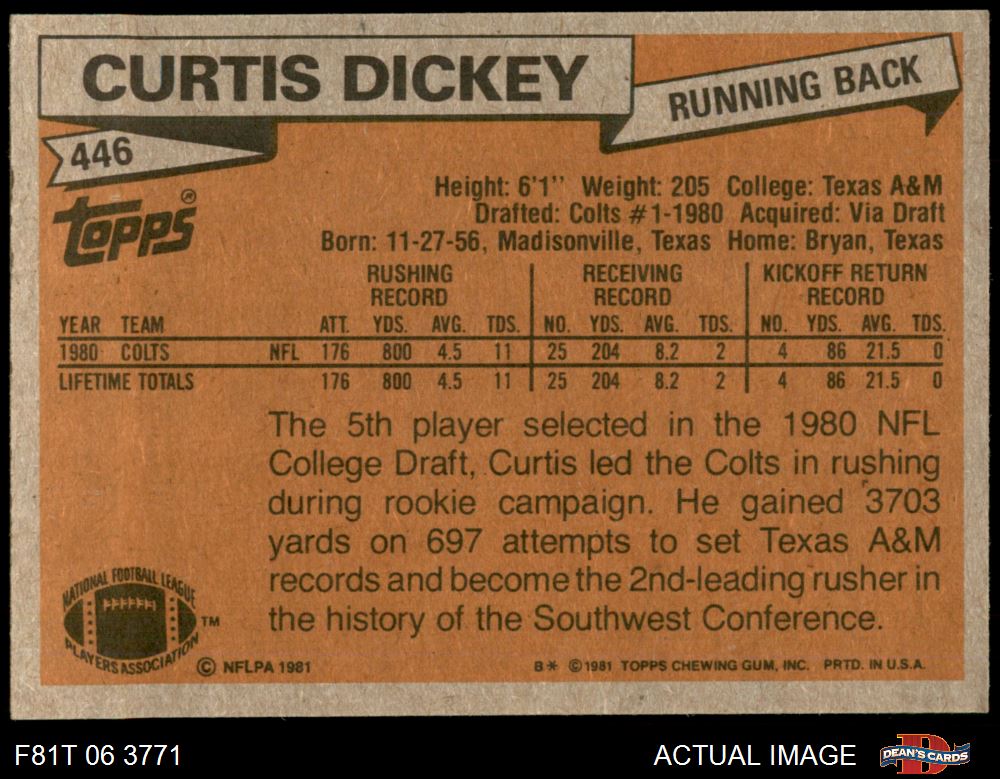 CURTIS DICKEY
RUNNING BACK
446
Topps®
Height: 6'1" Weight: 205 College: Texas A&M
Drafted: Colts #1-1980 Acquired: Via Draft
Born: 11-27-56, Madisonville, Texas Home: Bryan, Texas
RUSHING RECORD RECEIVING RECORD KICKOFF RETURN RECORD
YEAR TEAM ATT. YDS. AVG. TDS. NO. YDS. AVG. TDS. NO. YDS. AVG. TDS.
1980 COLTS NFL 176 800 4.5 11 25 204 8.2 2 4 86 21.5 0
LIFETIME TOTALS 176 800 4.5 11 25 204 8.2 2 4 86 21.5 0
The 5th player selected in the 1980 NFL
College Draft, Curtis led the Colts in rushing
during rookie campaign. He gained 3703
yards on 697 attempts to set Texas A&M
records and become the 2nd-leading rusher in
the history of the Southwest Conference.
NATIONAL FOOTBALL LEAGUE
PLAYERS ASSOCIATION
TM
© NFLPA 1981
B* © 1981 TOPPS CHEWING GUM, INC. PRTD. IN U.S.A.
F81T 06 3771
ACTUAL IMAGE
DEAN'S CARDS